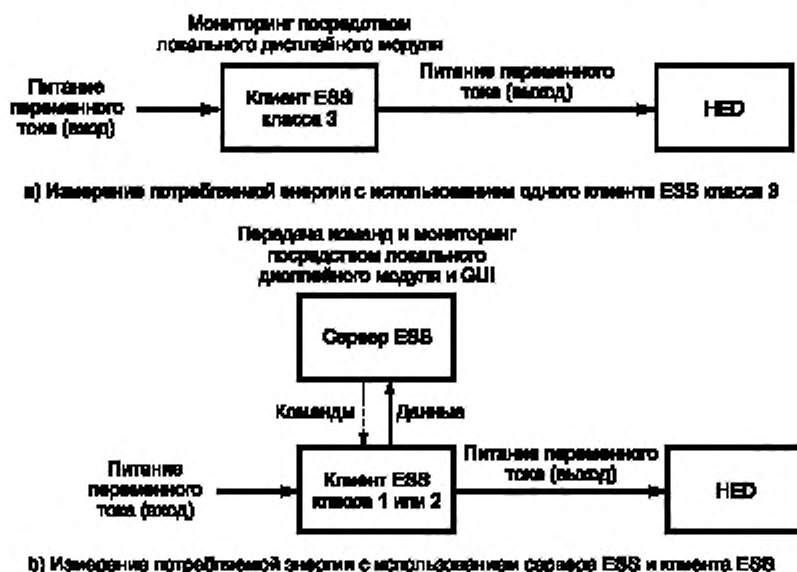 Мониторинг посредством
локального дисплейного модуля
Питание
переменного
тока (вход)
Клиент ESS
класса 3
Питание переменного
тока (выход)
HED
a) Измерение потребляемой энергии с использованием одного клиента ESS класса 3
Передача команд и мониторинг
посредством локального
дисплейного модуля и GUI
Сервер ESS
Команды
Данные
Питание
переменного
тока (вход)
Клиент ESS
класса 1 или 2
Питание переменного
тока (выход)
HED
b) Измерение потребляемой энергии с использованием сервера ESS и клиента ESS